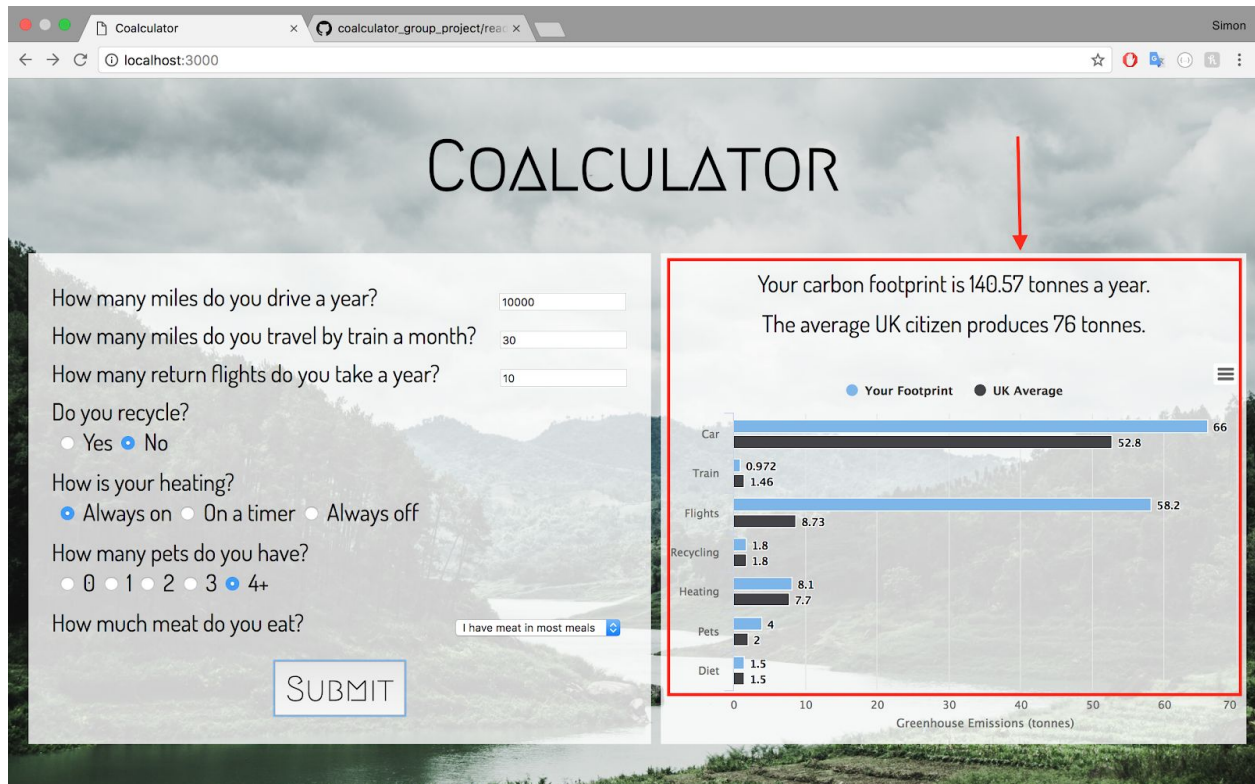 Coalculator
coalculator_group_project/read
Simon
localhost:3000
COALCULATOR
How many miles do you drive a year?
10000
How many miles do you travel by train a month?
30
How many return flights do you take a year?
10
Do you recycle?
Yes No
How is your heating?
Always on On a timer Always off
How many pets do you have?
0 1 2 3 4+
How much meat do you eat?
I have meat in most meals
SUBMIT
Your carbon footprint is 140.57 tonnes a year.
The average UK citizen produces 76 tonnes.
Your Footprint UK Average
Car
66
52.8
Train
0.972
1.46
Flights
58.2
8.73
Recycling
1.8
1.8
Heating
8.1
7.7
Pets
4
2
Diet
1.5
1.5
0 10 20 30 40 50 60 70
Greenhouse Emissions (tonnes)